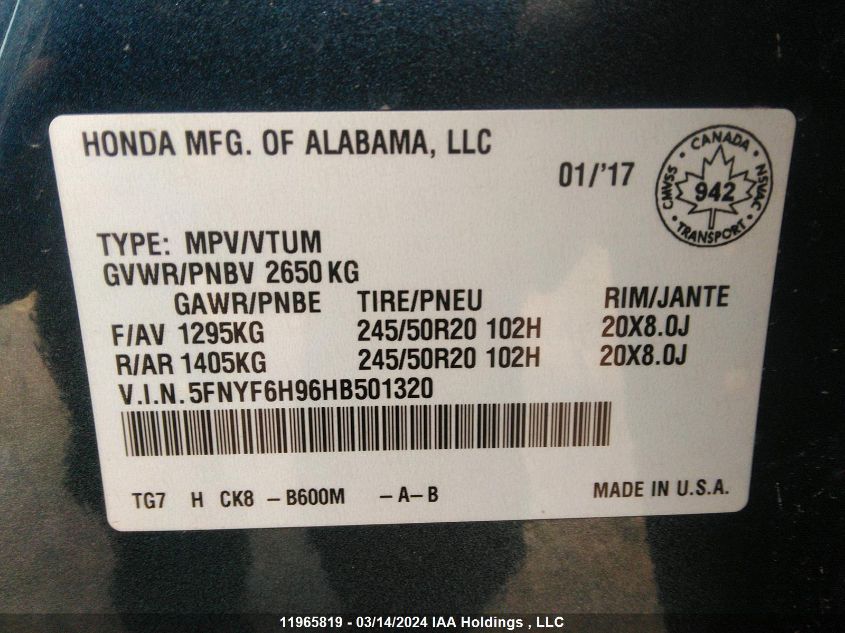 HONDA MFG. OF ALABAMA, LLC
01/'17
CANADA
CMVSS 942 NSVAC
TRANSPORT
TYPE: MPV/VTUM
GVWR/PNBV 2650 KG
GAWR/PNBE TIRE/PNEU RIM/JANTE
F/AV 1295KG 245/50R20 102H 20X8.0J
R/AR 1405KG 245/50R20 102H 20X8.0J
V.I.N. 5FNYF6H96HB501320
TG7 H CK8 - B600M - A - B MADE IN U.S.A.
11965819 - 03/14/2024 IAA Holdings , LLC